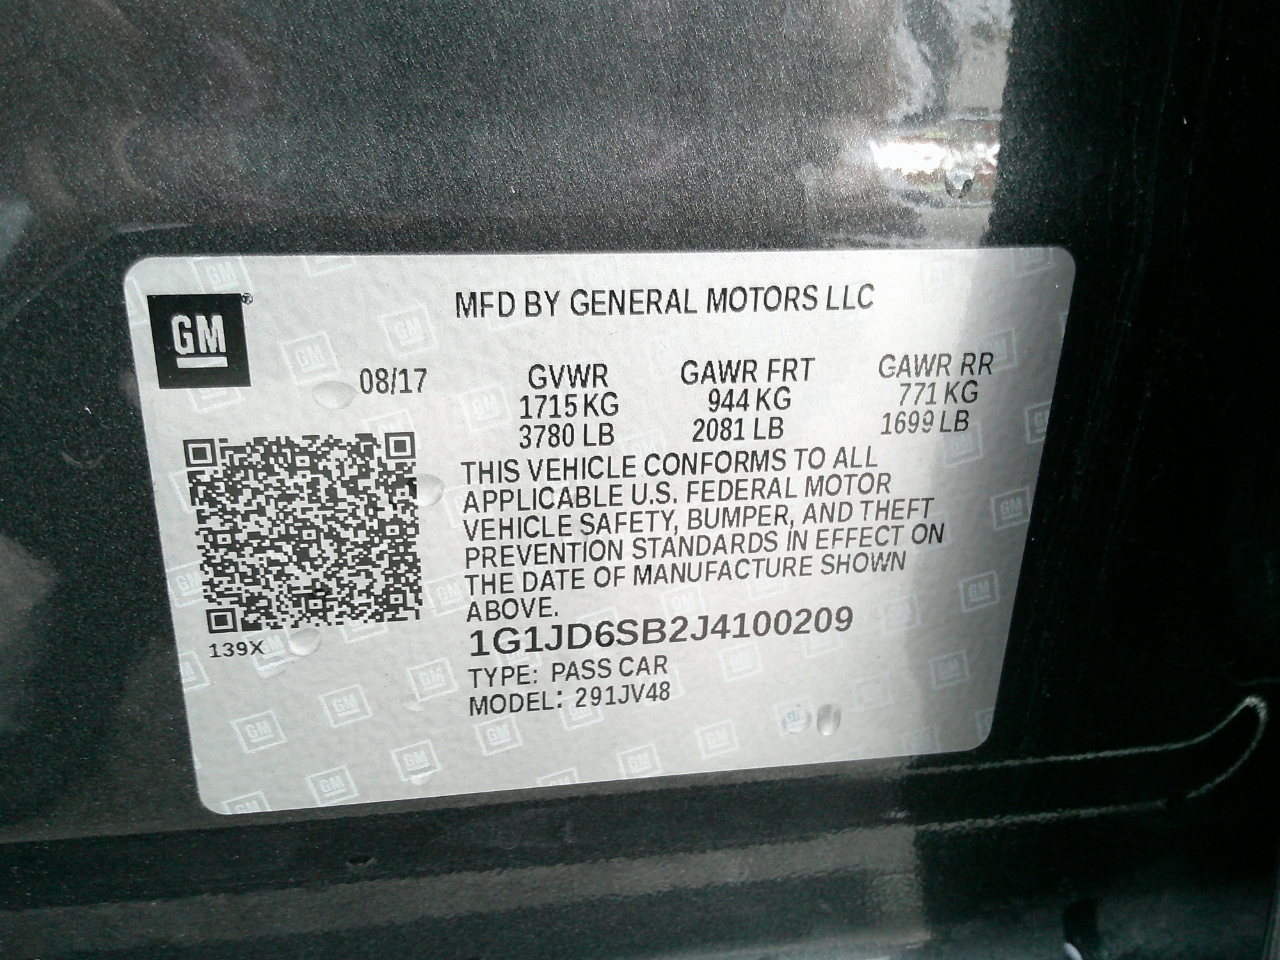 MFD BY GENERAL MOTORS LLC
GM®
08/17 GVWR GAWR FRT GAWR RR
1715 KG 944 KG 771 KG
3780 LB 2081 LB 1699 LB
THIS VEHICLE CONFORMS TO ALL
APPLICABLE U.S. FEDERAL MOTOR
VEHICLE SAFETY, BUMPER, AND THEFT
PREVENTION STANDARDS IN EFFECT ON
THE DATE OF MANUFACTURE SHOWN
ABOVE.
139X
1G1JD6SB2J4100209
TYPE: PASS CAR
MODEL: 291JV48